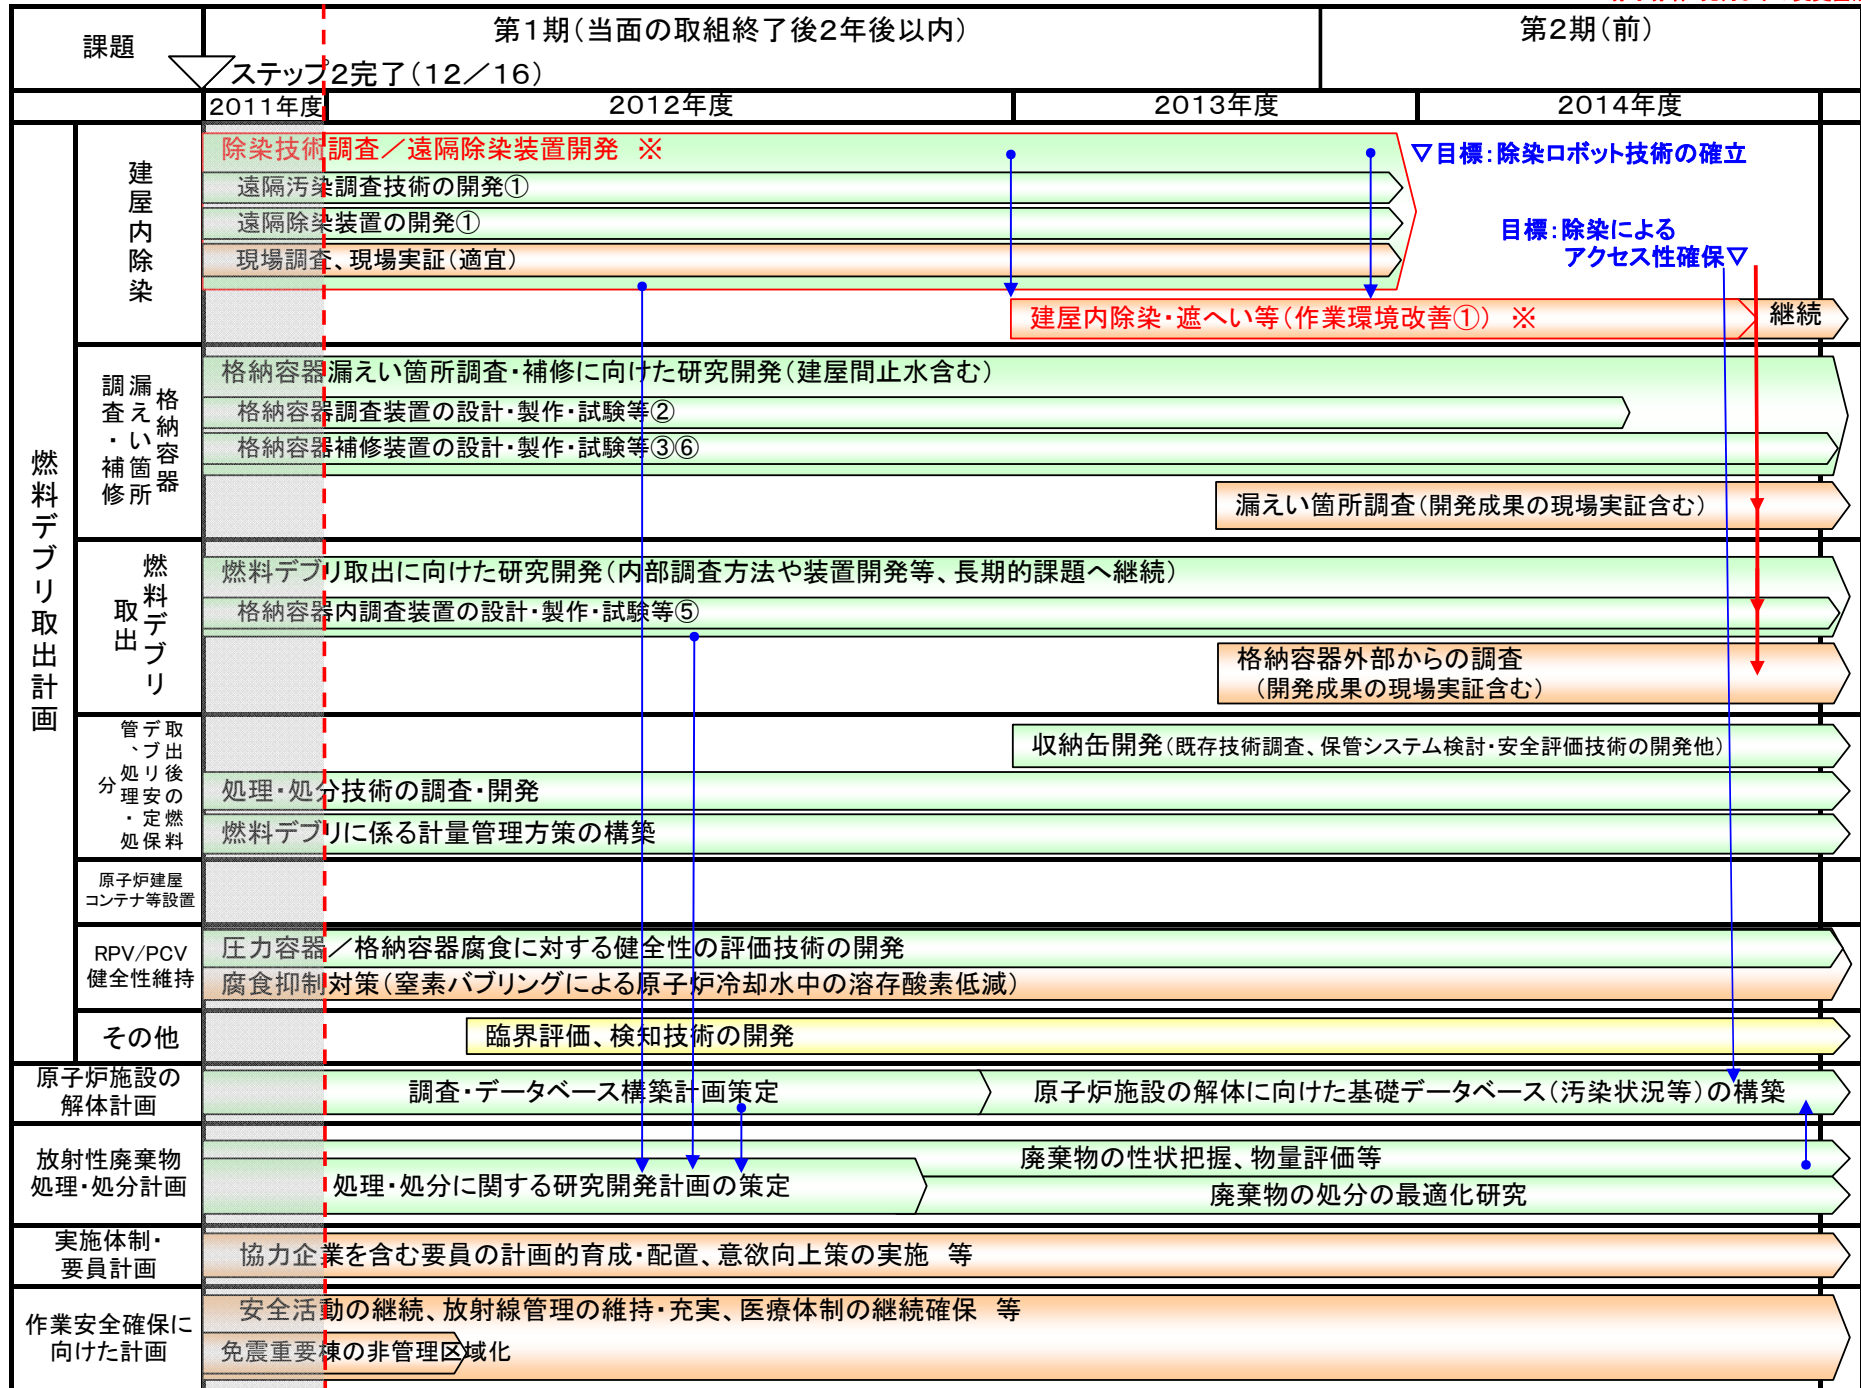 課題
第1期(当面の取組終了後2年後以内)
第2期(前)
ステップ2完了(12/16)
2011年度
2012年度
2013年度
2014年度
燃料デブリ取出計画
建屋内除染
除染技術調査/遠隔除染装置開発 ※
遠隔汚染調査技術の開発①
遠隔除染装置の開発①
現場調査、現場実証(適宜)
▽目標:除染ロボット技術の確立
目標:除染による
アクセス性確保▽
建屋内除染・遮へい等(作業環境改善①) ※
継続
格納容器
漏えい箇所
調査・補修
格納容器漏えい箇所調査・補修に向けた研究開発(建屋間止水含む)
格納容器調査装置の設計・製作・試験等②
格納容器補修装置の設計・製作・試験等③⑥
漏えい箇所調査(開発成果の現場実証含む)
燃料デブリ
取出
燃料デブリ取出に向けた研究開発(内部調査方法や装置開発等、長期的課題へ継続)
格納容器内調査装置の設計・製作・試験等⑤
格納容器外部からの調査
(開発成果の現場実証含む)
取出後の燃料
デブリ安定保
管、処理・処
分
収納缶開発(既存技術調査、保管システム検討・安全評価技術の開発他)
処理・処分技術の調査・開発
燃料デブリに係る計量管理方策の構築
原子炉建屋
コンテナ等設置
RPV/PCV
健全性維持
圧力容器/格納容器腐食に対する健全性の評価技術の開発
腐食抑制対策(窒素バブリングによる原子炉冷却水中の溶存酸素低減)
その他
臨界評価、検知技術の開発
原子炉施設の
解体計画
調査・データベース構築計画策定
原子炉施設の解体に向けた基礎データベース(汚染状況等)の構築
放射性廃棄物
処理・処分計画
廃棄物の性状把握、物量評価等
処理・処分に関する研究開発計画の策定
廃棄物の処分の最適化研究
実施体制・
要員計画
協力企業を含む要員の計画的育成・配置、意欲向上策の実施 等
作業安全確保に
向けた計画
安全活動の継続、放射線管理の維持・充実、医療体制の継続確保 等
免震重要棟の非管理区域化